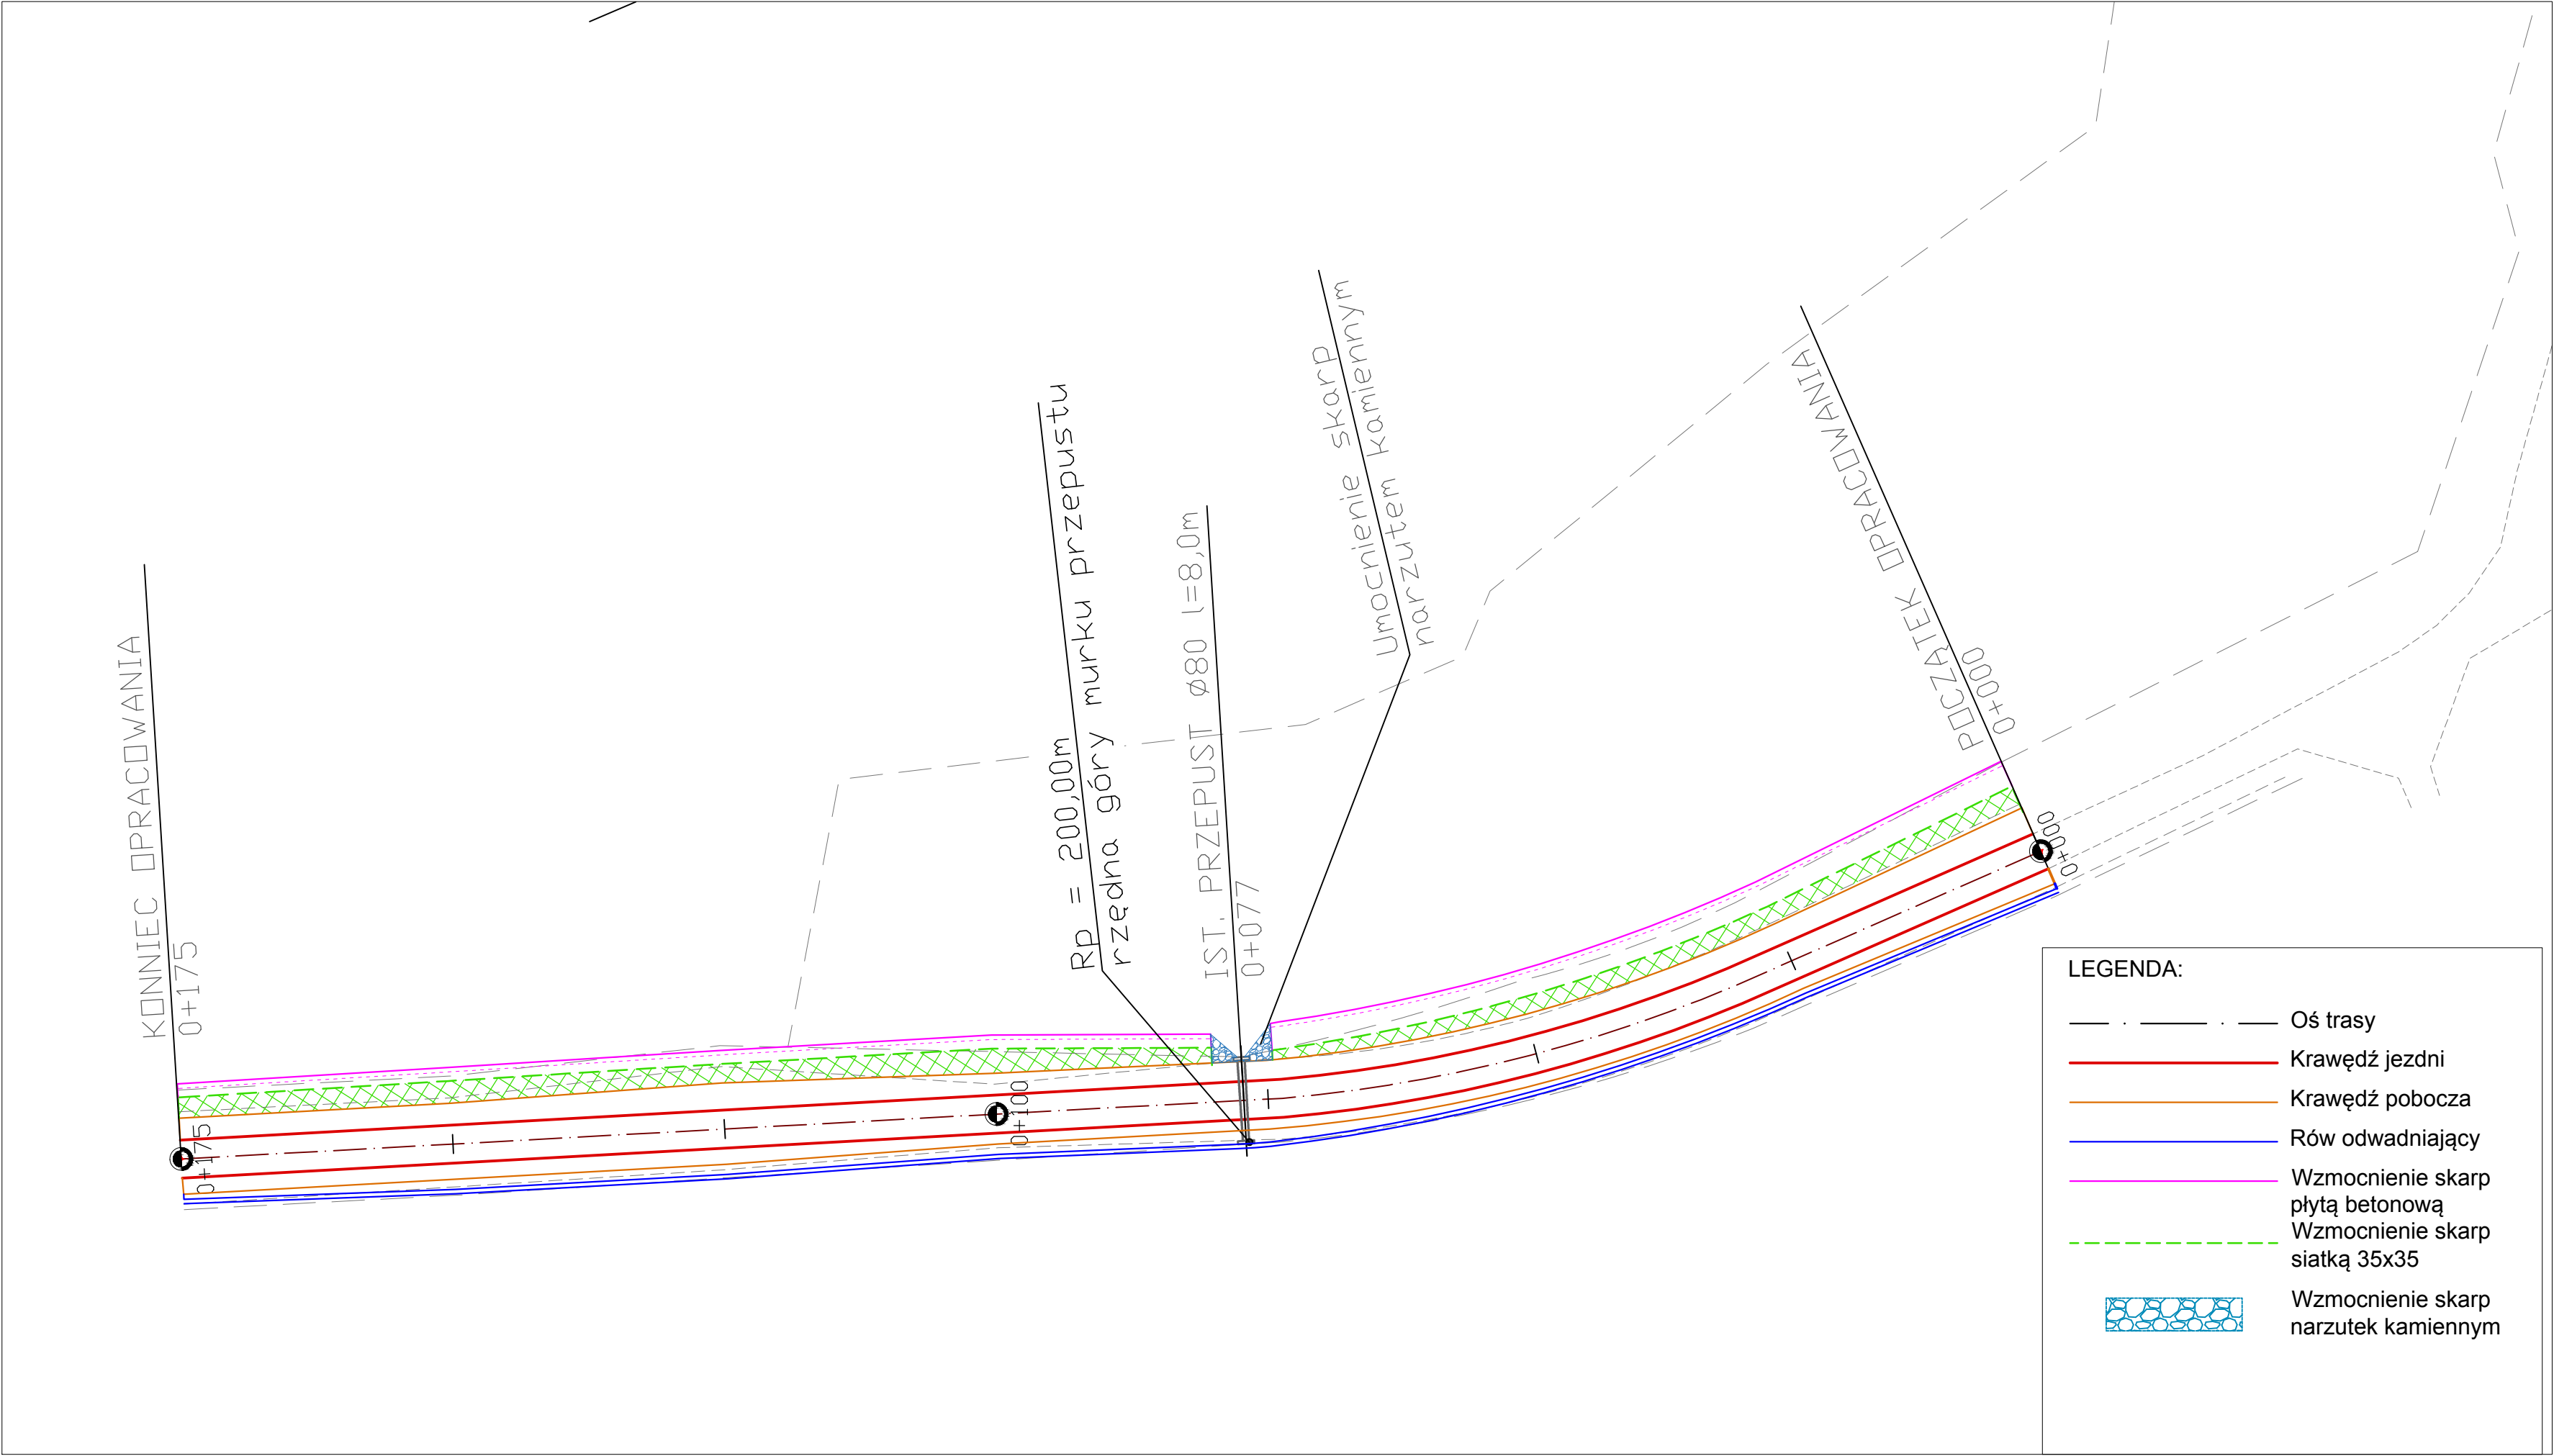 KONNIEC OPRACOWANIA
0+175
0+175
Rp = 200,00m
rzędna góry murku przepustu
0+100
IST. PRZEPUST ø80 l=8,0m
0+077
Umocnienie skarp
narzutem kamiennym
POCZĄTEK OPRACOWANIA
0+000
0+000
LEGENDA:
Oś trasy
Krawędź jezdni
Krawędź pobocza
Rów odwadniający
Wzmocnienie skarp
płytą betonową
Wzmocnienie skarp
siatką 35x35
Wzmocnienie skarp
narzutek kamiennym